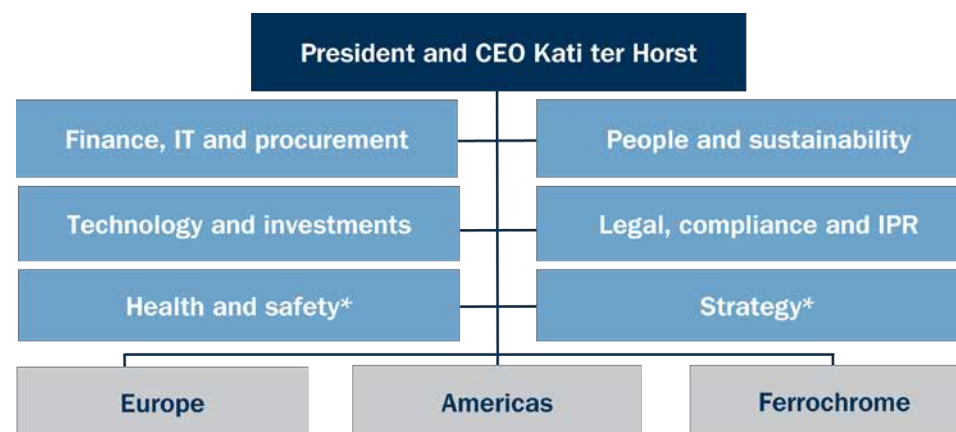 President and CEO Kati ter Horst
Finance, IT and procurement
People and sustainability
Technology and investments
Legal, compliance and IPR
Health and safety*
Strategy*
Europe
Americas
Ferrochrome